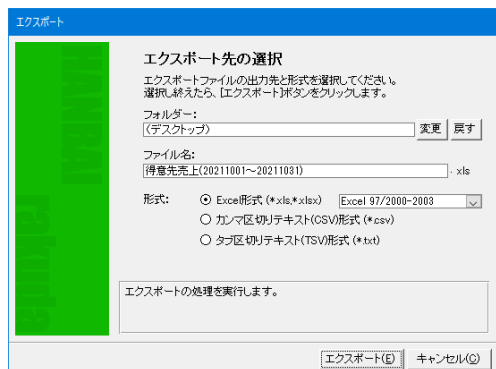 エクスポート
HANBAI
rakuda
エクスポート先の選択
エクスポートファイルの出力先と形式を選択してください。
選択し終えたら、[エクスポート]ボタンをクリックします。
フォルダー:
(デスクトップ) 変更 戻す
ファイル名:
得意先売上(20211001～20211031) . xls
形式: Excel形式 (*.xls,*.xlsx) Excel 97/2000-2003
カンマ区切りテキスト(CSV)形式 (*.csv)
タブ区切りテキスト(TSV)形式 (*.txt)
エクスポートの処理を実行します。
エクスポート(E) キャンセル(C)